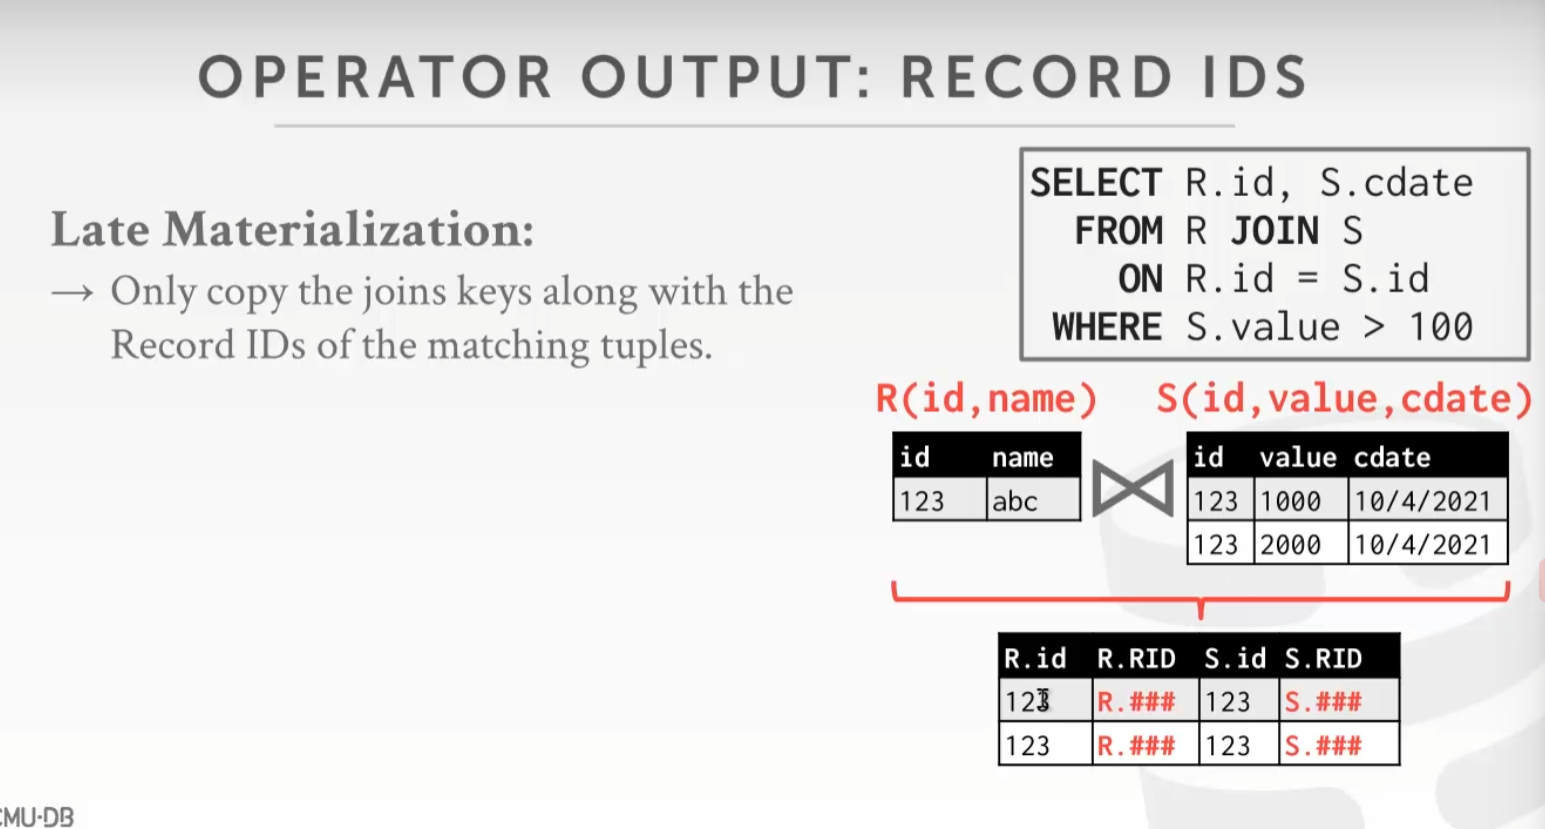 OPERATOR OUTPUT: RECORD IDS
Late Materialization:
→ Only copy the joins keys along with the
Record IDs of the matching tuples.
SELECT R.id, S.cdate
FROM R JOIN S
ON R.id = S.id
WHERE S.value > 100
R(id,name) S(id,value,cdate)
id name
123 abc
id value cdate
123 1000 10/4/2021
123 2000 10/4/2021
R.id R.RID S.id S.RID
123 R.### 123 S.###
123 R.### 123 S.###
CMU·DB